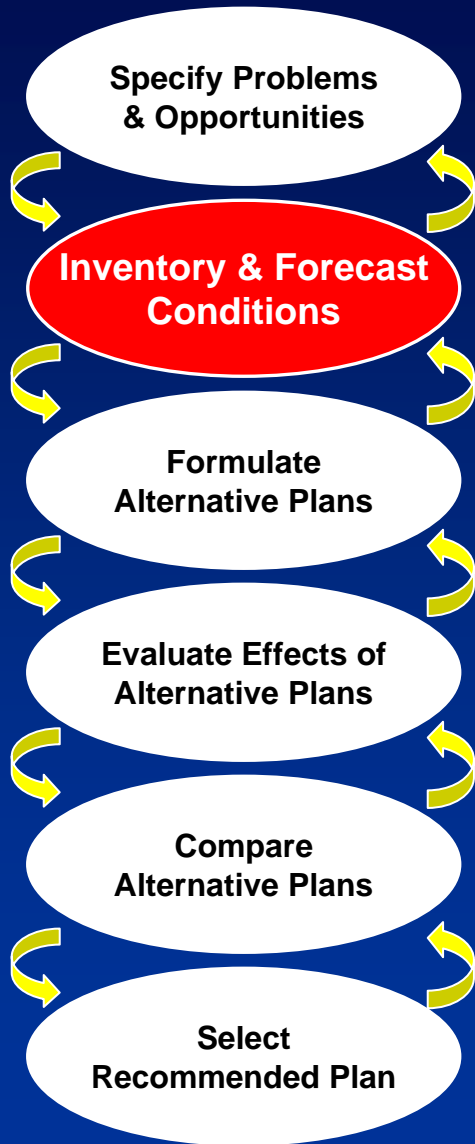 Specify Problems
& Opportunities
Inventory & Forecast
Conditions
Formulate
Alternative Plans
Evaluate Effects of
Alternative Plans
Compare
Alternative Plans
Select
Recommended Plan